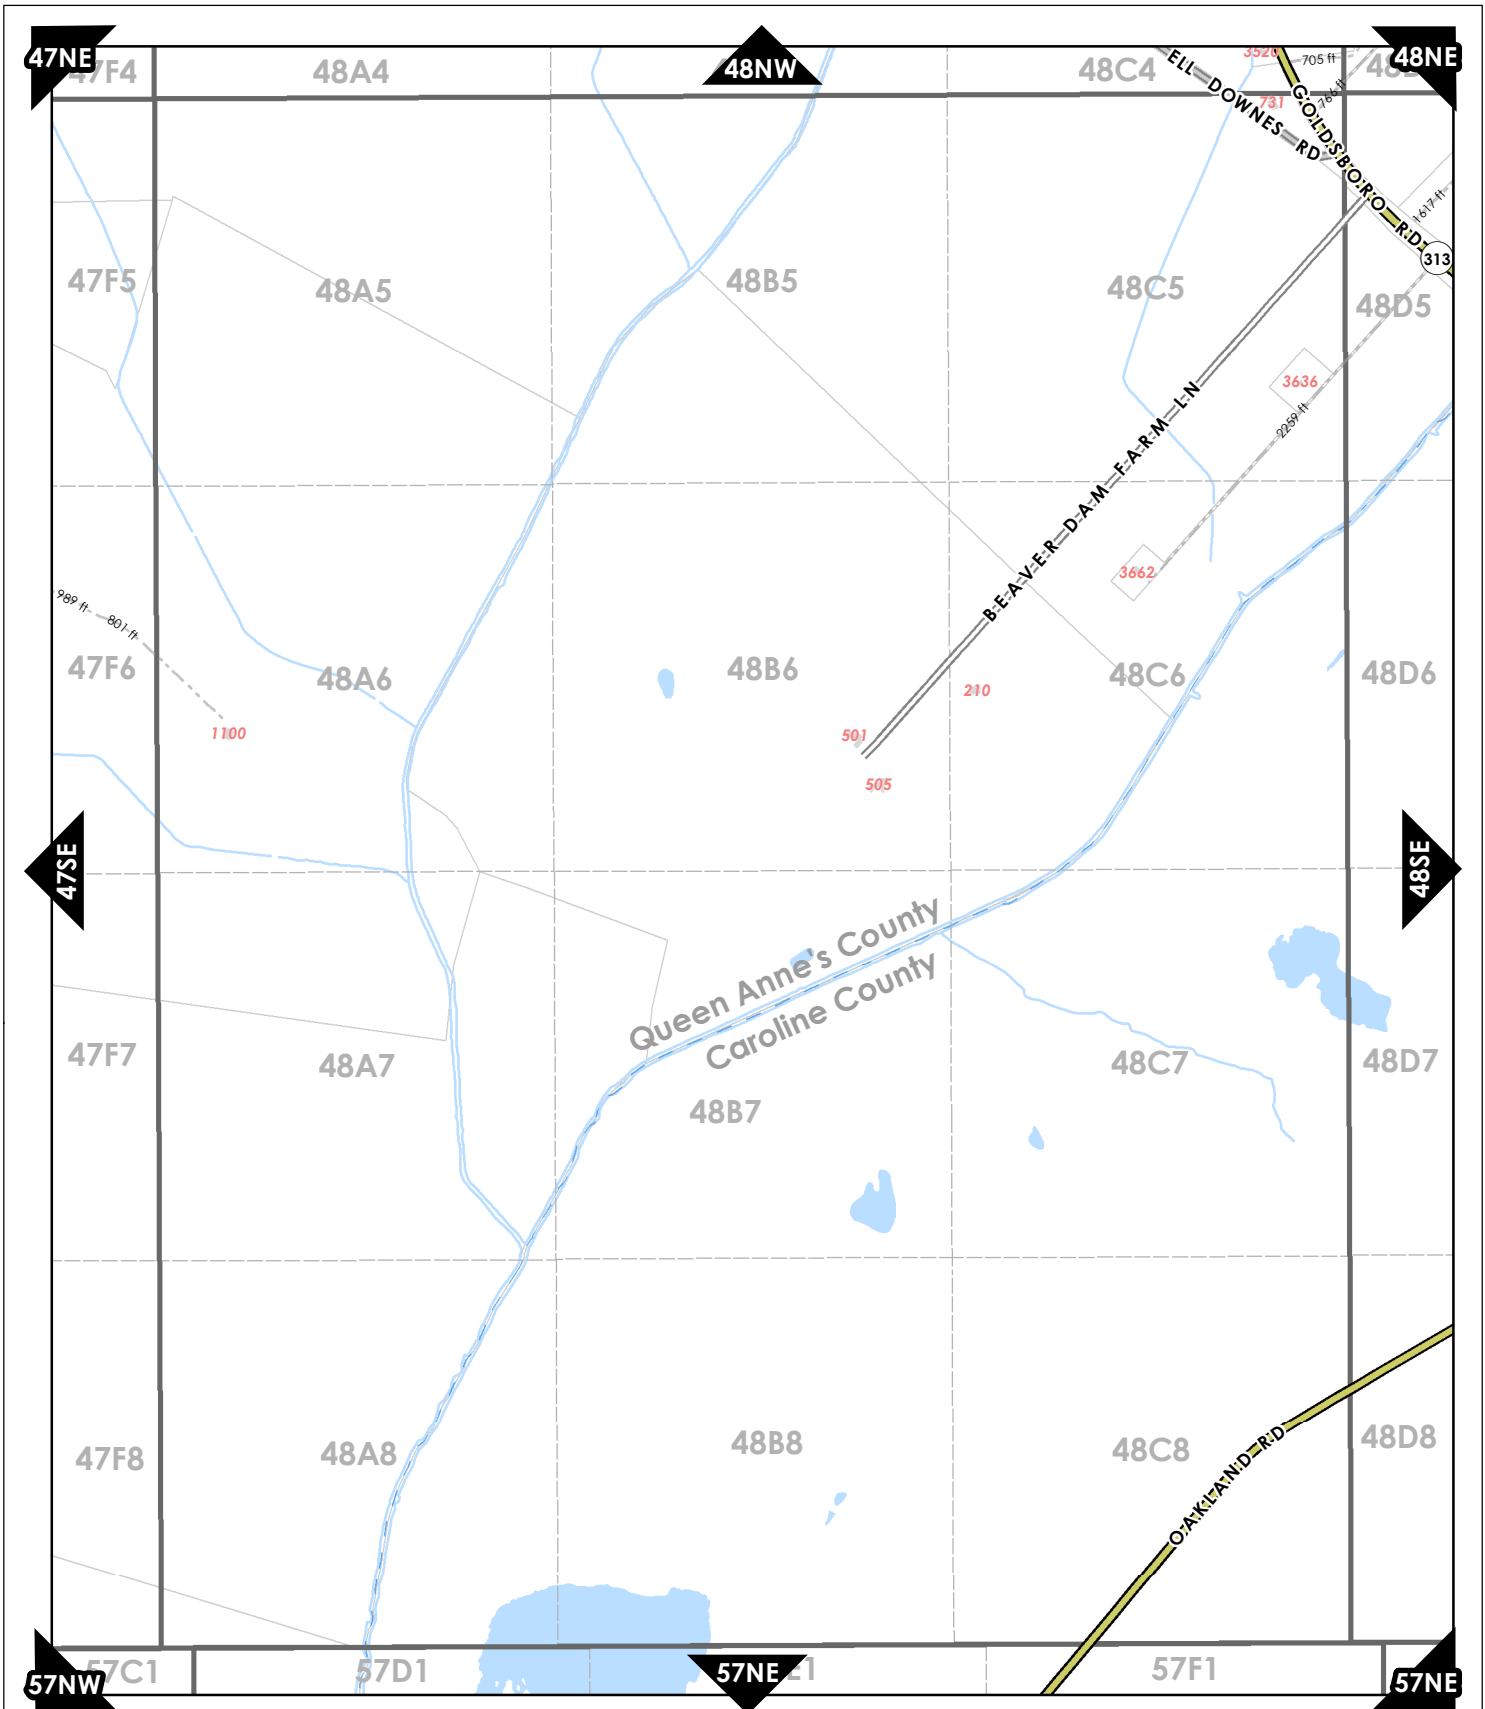 47NE
47F4
48A4
48NW
48C4
ELL DOWNES RD
3520
705 ft
48NE
731
766 ft
GOLDSBORO RD
1617 ft
313
47F5
48A5
48B5
48C5
48D5
3636
2259 ft
BEAVER DAM FARM LN
3662
989 ft
801 ft
47F6
48A6
48B6
48C6
48D6
210
1100
501
505
47SE
48SE
Queen Anne's County
Caroline County
47F7
48A7
48B7
48C7
48D7
47F8
48A8
48B8
48C8
48D8
OAKLAND RD
57NW
57C1
57D1
57NE
E1
57F1
57NE